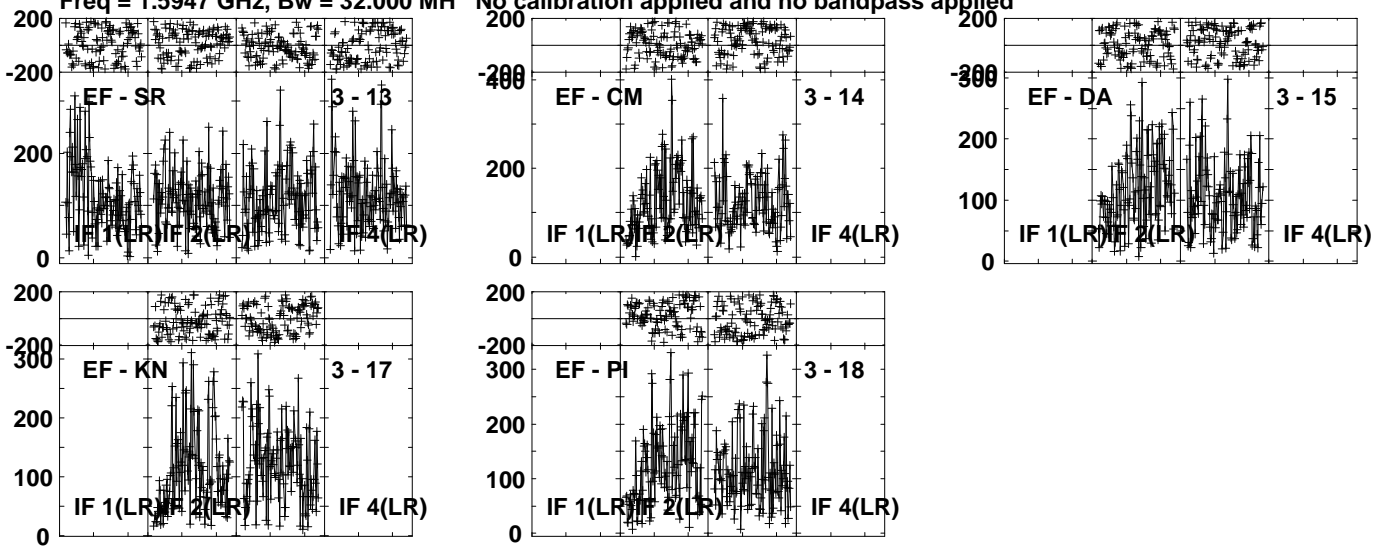 Freq = 1.5947 GHz, Bw = 32.000 MH No calibration applied and no bandpass applied
200 200 200
-200 -200 -200
400 300
EF - SR 3 - 13 EF - CM 3 - 14 EF - DA 3 - 15
200 200 200
100
IF 1(LR) IF 2(LR) IF 4(LR) IF 1(LR) IF 2(LR) IF 4(LR) IF 1(LR) IF 2(LR) IF 4(LR)
0 0 0
200 200
-200 -200
300 300
EF - KN 3 - 17 EF - PI 3 - 18
200 200
100 100
IF 1(LR) IF 2(LR) IF 4(LR) IF 1(LR) IF 2(LR) IF 4(LR)
0 0